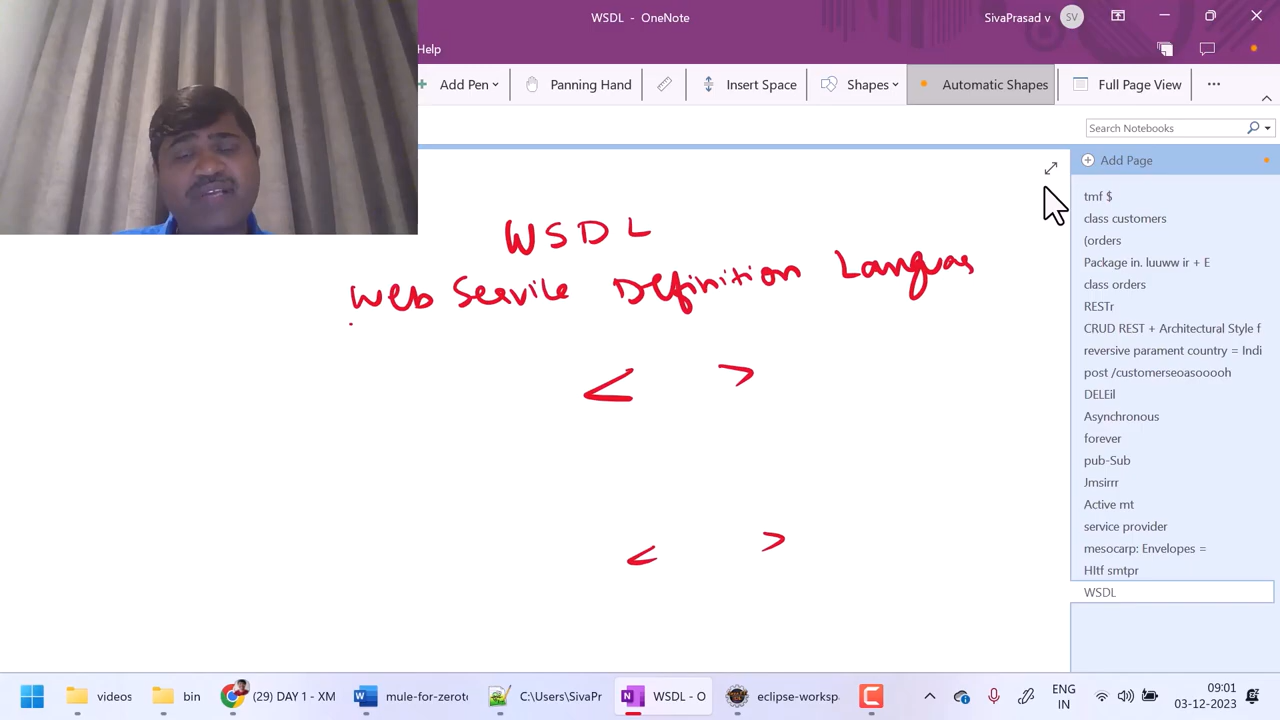 WSDL - OneNote
SivaPrasad v SV
Help
Add Pen
Panning Hand
Insert Space
Shapes
Automatic Shapes
Full Page View
Search Notebooks
Add Page
tmf $
class customers
(orders
Package in. luuww ir + E
class orders
RESTr
CRUD REST + Architectural Style f
reversive parament country = Indi
post /customerseoasooooh
DELEil
Asynchronous
forever
pub-Sub
Jmsirrr
Active mt
service provider
mesocarp: Envelopes =
HItf smtpr
WSDL
WSDL
Web Servile Definition Languas
< >
< >
videos
bin
(29) DAY 1 - XM
mule-for-zerot
C:\Users\SivaPr
WSDL - O
eclipse-worksp
ENG
IN
09:01
03-12-2023